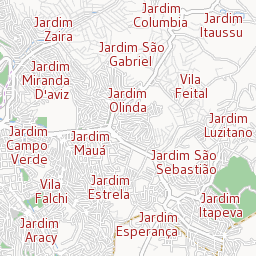 Jardim
Zaira
Jardim
Columbia
Jardim
Itaussu
Jardim São
Gabriel
Jardim
Miranda
D'aviz
Vila
Feital
Jardim
Olinda
Jardim
Luzitano
Jardim
Campo
Verde
Jardim
Mauá
Jardim São
Sebastião
Vila
Falchi
Jardim
Estrela
Jardim
Itapeva
Jardim
Aracy
Jardim
Esperança